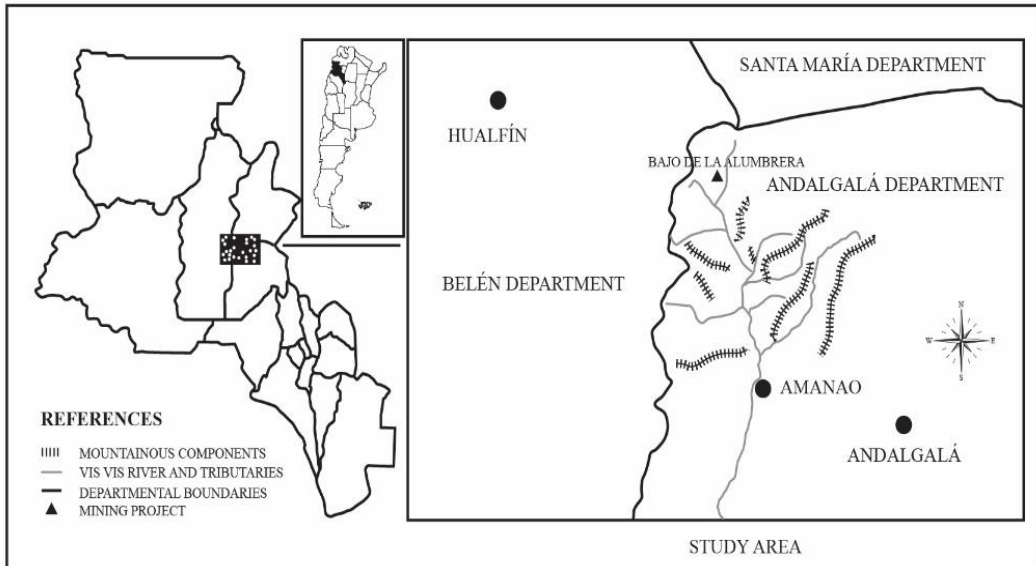 SANTA MARÍA DEPARTMENT
HUALFÍN
BAJO DE LA ALUMBRERA
ANDALGALÁ DEPARTMENT
BELÉN DEPARTMENT
N
W
E
S
AMANAO
ANDALGALÁ
REFERENCES
MOUNTAINOUS COMPONENTS
VIS VIS RIVER AND TRIBUTARIES
DEPARTMENTAL BOUNDARIES
MINING PROJECT
STUDY AREA